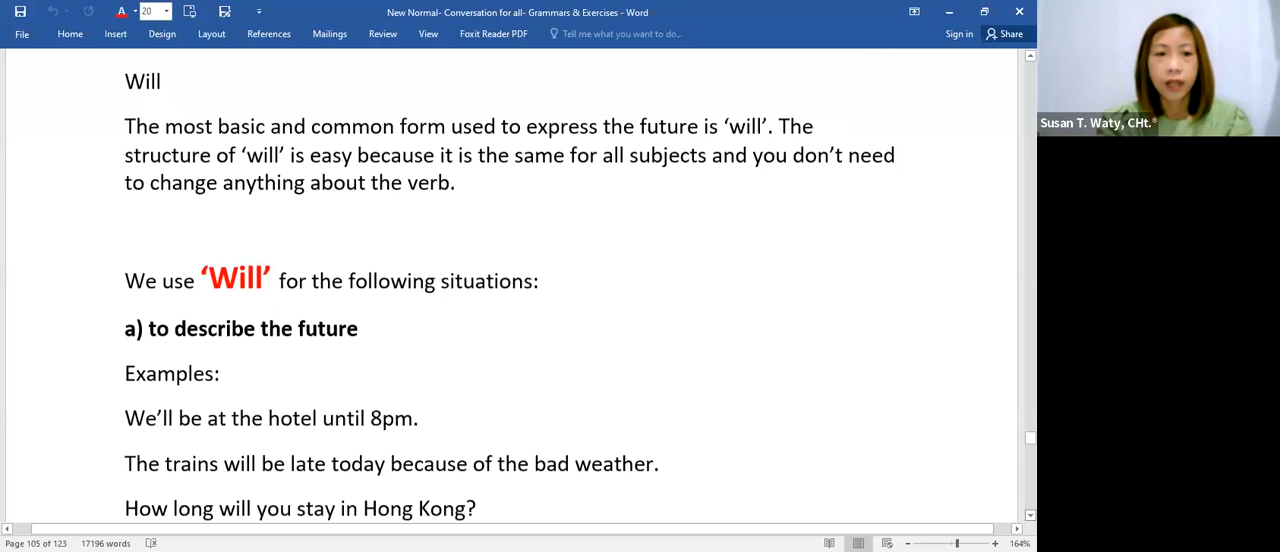 20
New Normal- Conversation for all- Grammars & Exercises - Word
File Home Insert Design Layout References Mailings Review View Foxit Reader PDF Tell me what you want to do... Sign in Share
Will
The most basic and common form used to express the future is ‘will’. The
structure of ‘will’ is easy because it is the same for all subjects and you don’t need
to change anything about the verb.
We use ‘Will’ for the following situations:
a) to describe the future
Examples:
We’ll be at the hotel until 8pm.
The trains will be late today because of the bad weather.
How long will you stay in Hong Kong?
Susan T. Waty, CHt.®
Page 105 of 123 17196 words 164%